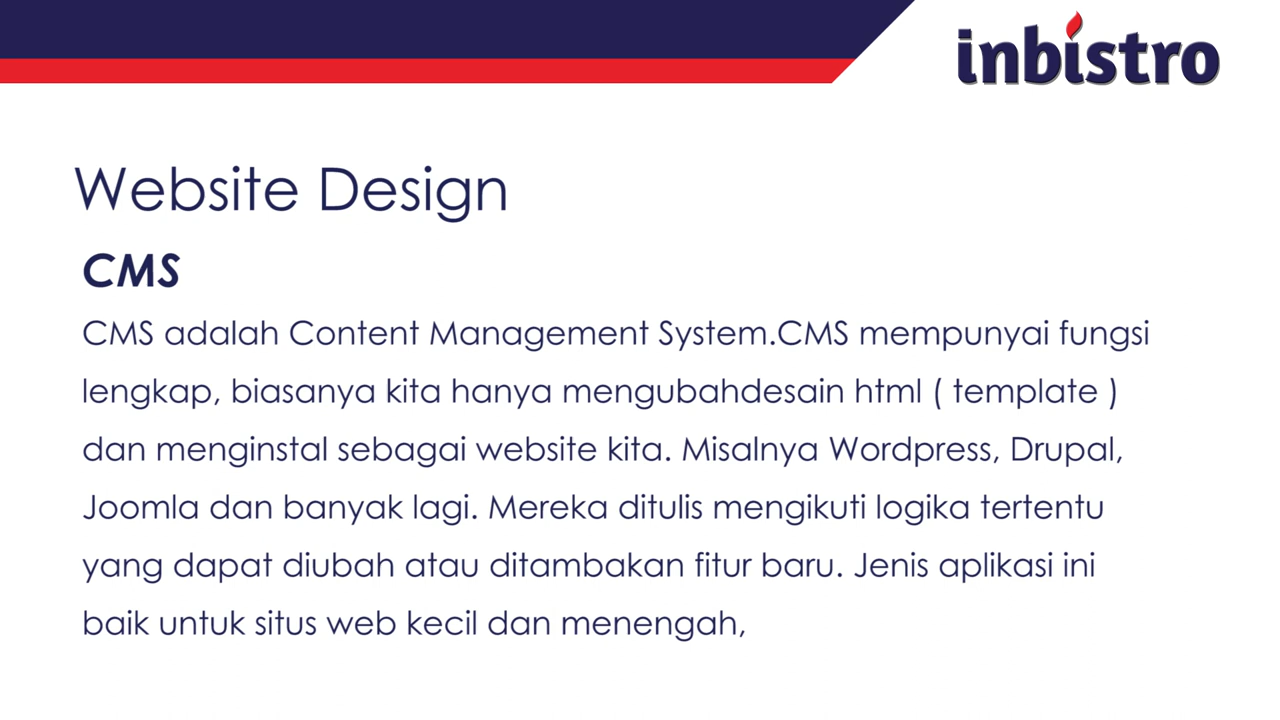 inbistro
Website Design
CMS
CMS adalah Content Management System.CMS mempunyai fungsi
lengkap, biasanya kita hanya mengubahdesain html ( template )
dan menginstal sebagai website kita. Misalnya Wordpress, Drupal,
Joomla dan banyak lagi. Mereka ditulis mengikuti logika tertentu
yang dapat diubah atau ditambakan fitur baru. Jenis aplikasi ini
baik untuk situs web kecil dan menengah,